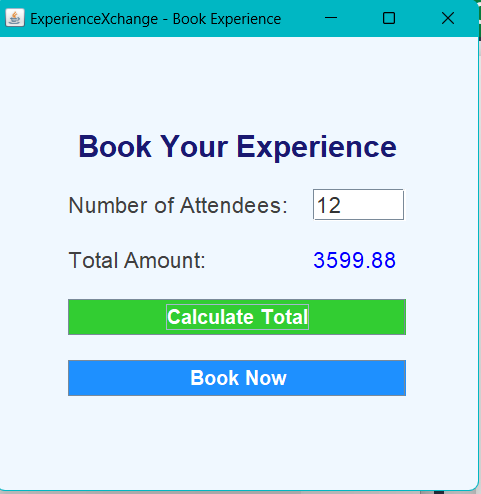 ExperienceXchange - Book Experience
Book Your Experience
Number of Attendees: 12
Total Amount: 3599.88
Calculate Total
Book Now